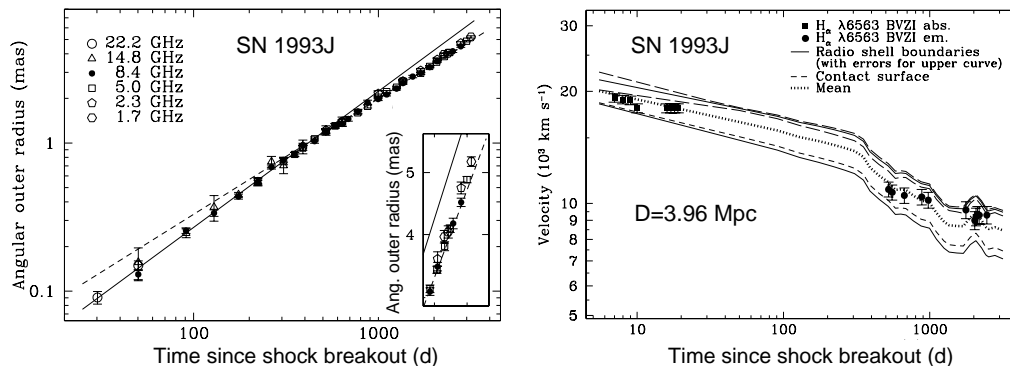 SN 1993J
22.2 GHz
14.8 GHz
8.4 GHz
5.0 GHz
2.3 GHz
1.7 GHz
Angular outer radius (mas)
1
0.1
100
1000
Time since shock breakout (d)
Ang. outer radius (mas)
5
4
SN 1993J
Hα λ6563 BVZI abs.
Hα λ6563 BVZI em.
Radio shell boundaries
(with errors for upper curve)
Contact surface
Mean
D=3.96 Mpc
Velocity (10³ km s⁻¹)
30
20
10
9
8
7
6
5
10
100
1000
Time since shock breakout (d)